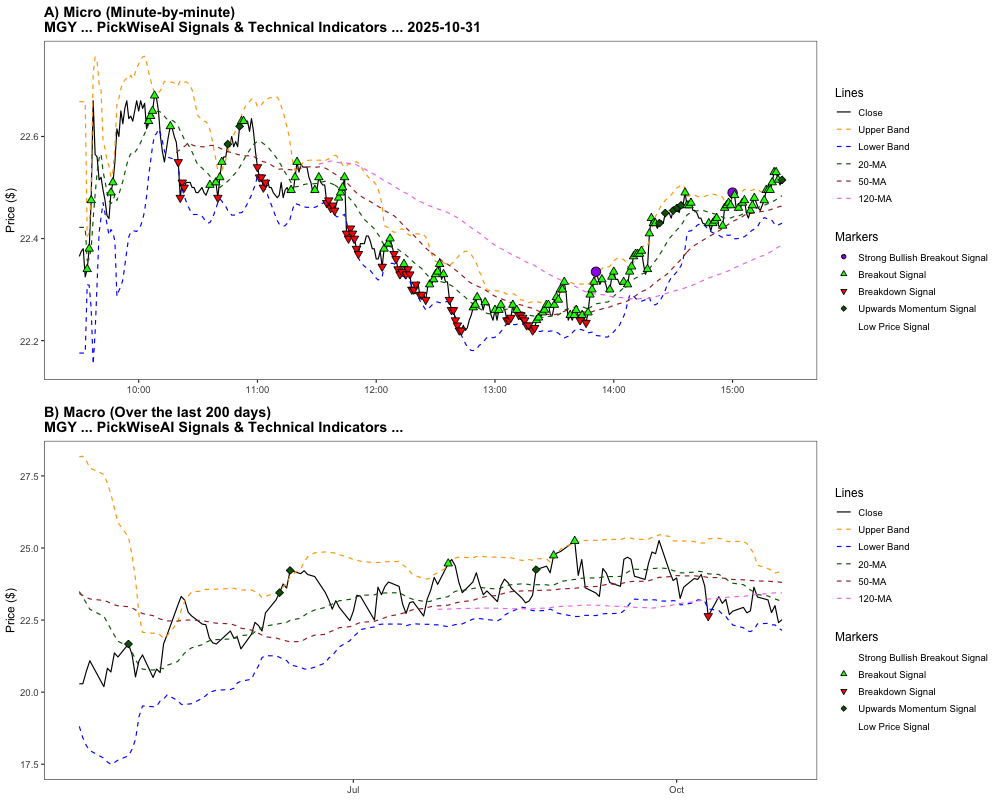 A) Micro (Minute-by-minute)
MGY ... PickWiseAI Signals & Technical Indicators ... 2025-10-31
Price ($)
22.6
22.4
22.2
10:00
11:00
12:00
13:00
14:00
15:00
Lines
Close
Upper Band
Lower Band
20-MA
50-MA
120-MA
Markers
Strong Bullish Breakout Signal
Breakout Signal
Breakdown Signal
Upwards Momentum Signal
Low Price Signal
B) Macro (Over the last 200 days)
MGY ... PickWiseAI Signals & Technical Indicators ...
Price ($)
27.5
25.0
22.5
20.0
17.5
Jul
Oct
Lines
Close
Upper Band
Lower Band
20-MA
50-MA
120-MA
Markers
Strong Bullish Breakout Signal
Breakout Signal
Breakdown Signal
Upwards Momentum Signal
Low Price Signal